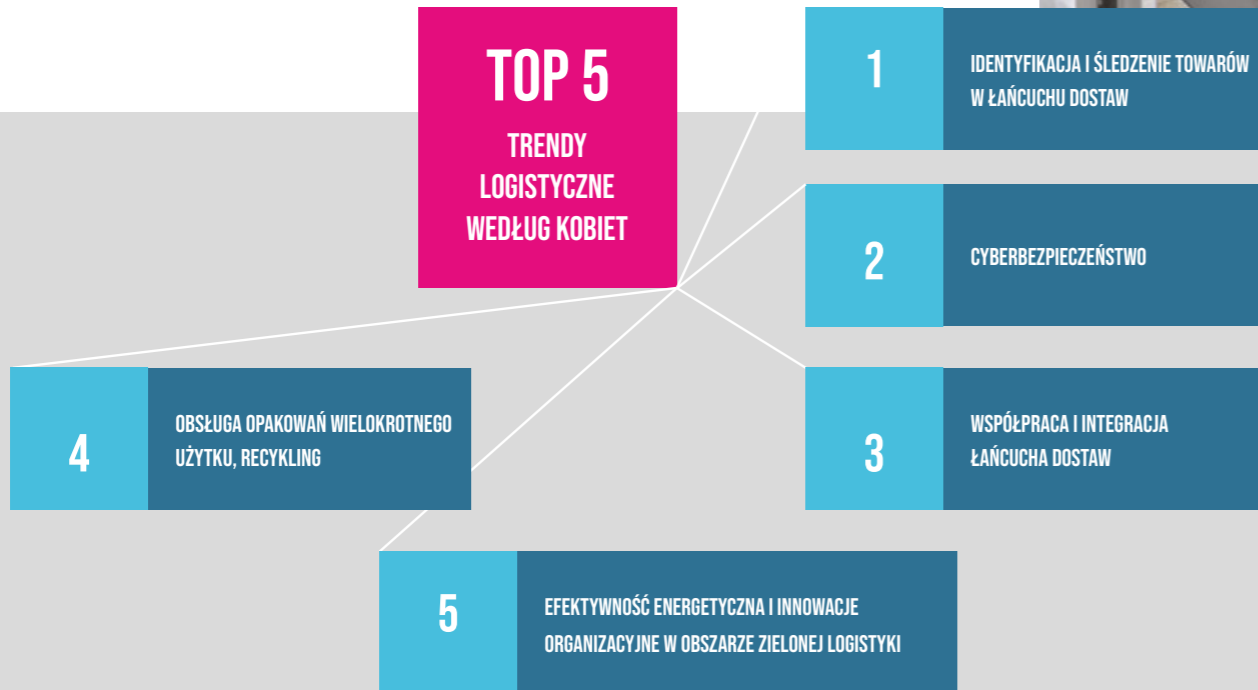 TOP 5
TRENDY
LOGISTYCZNE
WEDŁUG KOBIET
1
IDENTYFIKACJA I ŚLEDZENIE TOWARÓW
W ŁAŃCUCHU DOSTAW
2
CYBERBEZPIECZEŃSTWO
3
WSPÓŁPRACA I INTEGRACJA
ŁAŃCUCHA DOSTAW
4
OBSŁUGA OPAKOWAŃ WIELOKROTNEGO
UŻYTKU, RECYKLING
5
EFEKTYWNOŚĆ ENERGETYCZNA I INNOWACJE
ORGANIZACYJNE W OBSZARZE ZIELONEJ LOGISTYKI